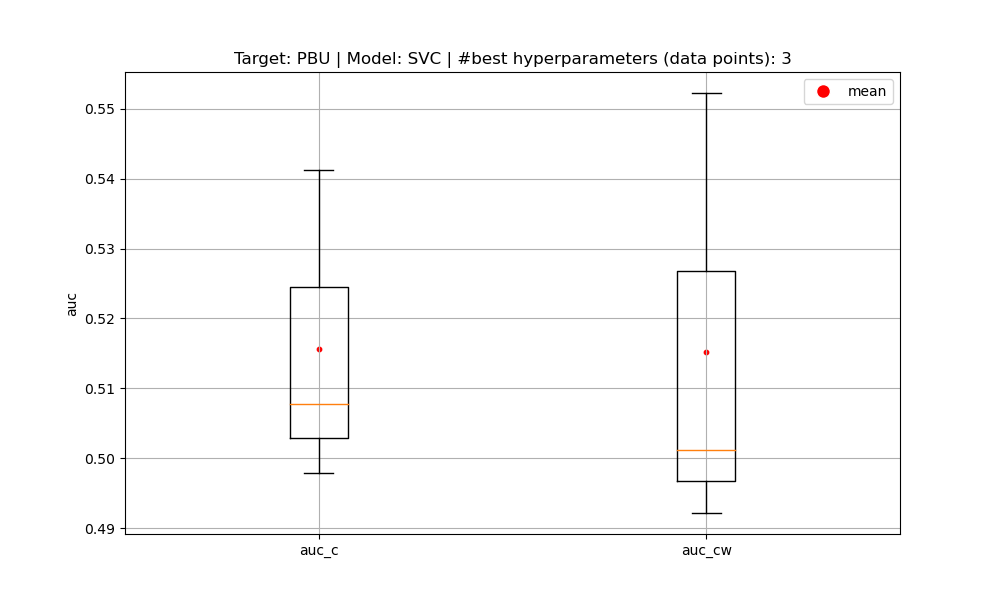 Target: PBU | Model: SVC | #best hyperparameters (data points): 3
mean
0.55
0.54
0.53
0.52
0.51
0.50
0.49
auc
auc_c
auc_cw